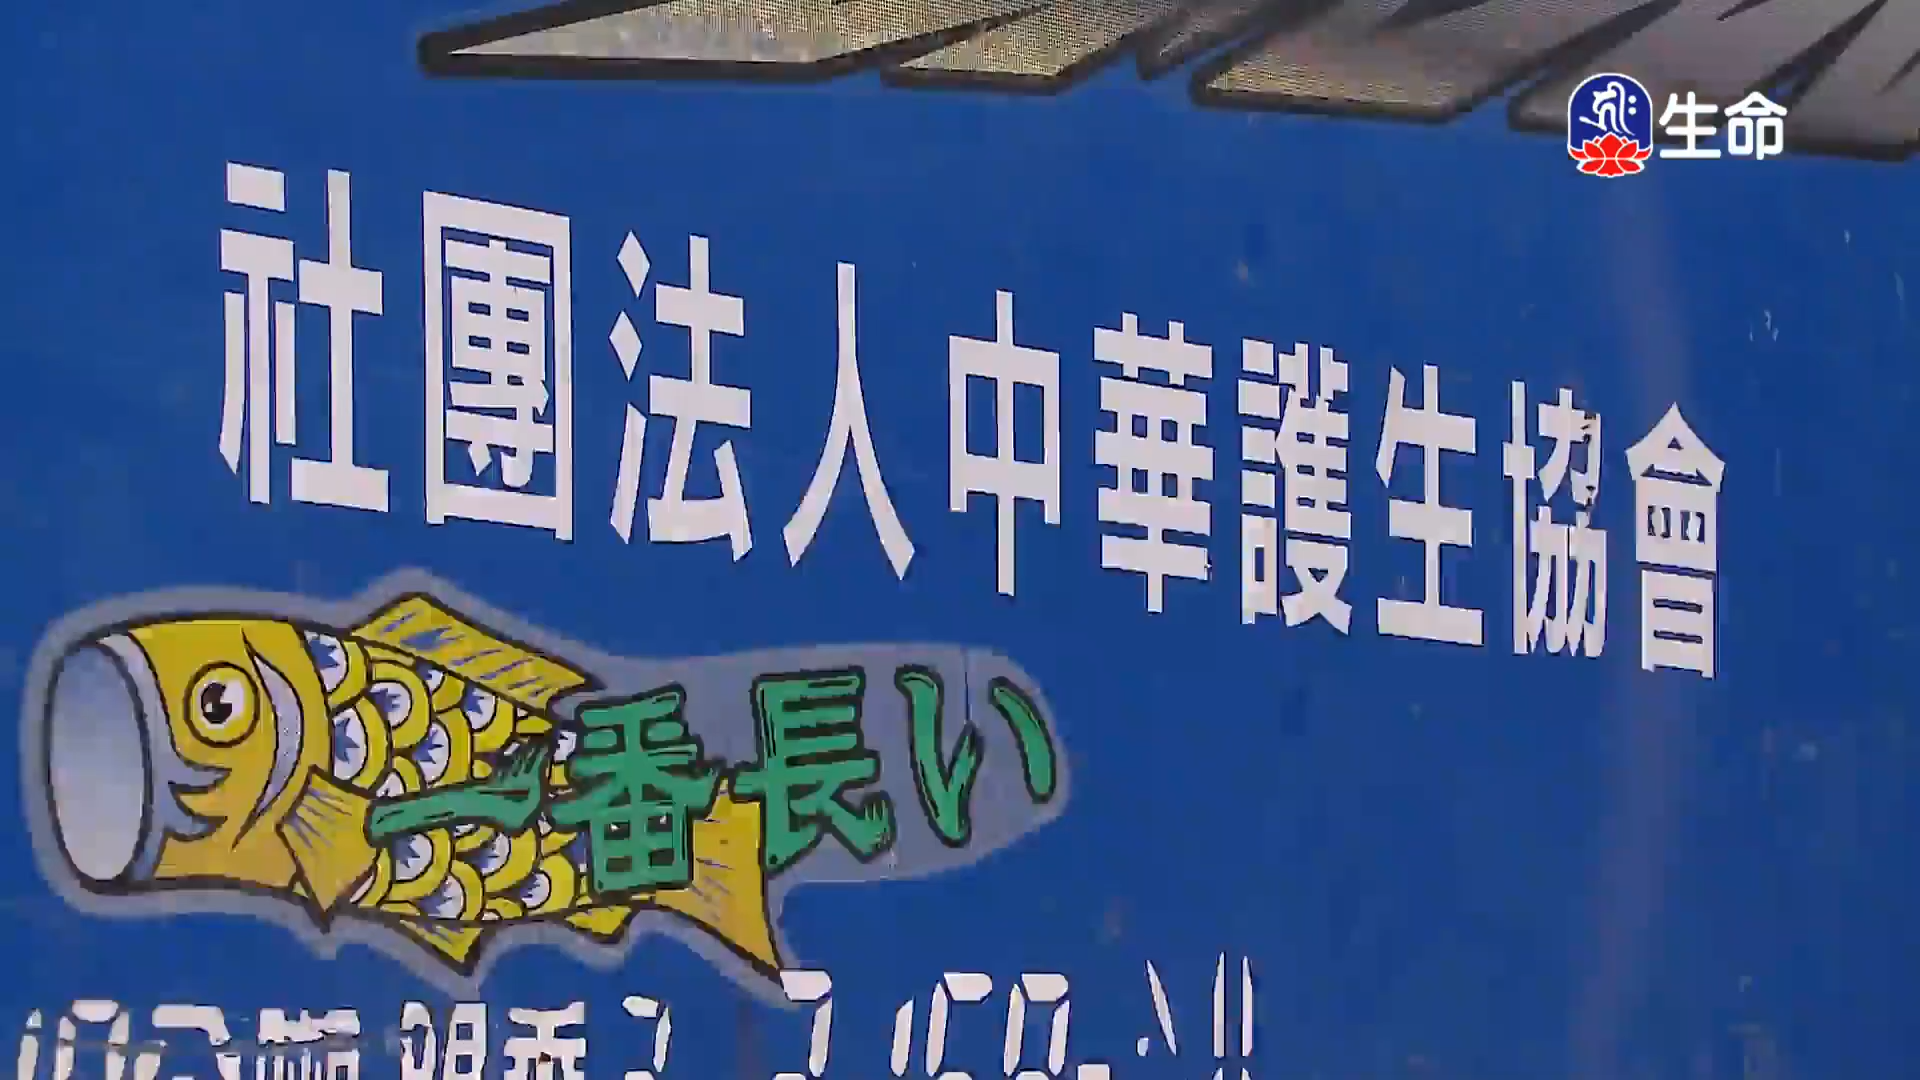 生命
社團法人中華護生協會
一番長い